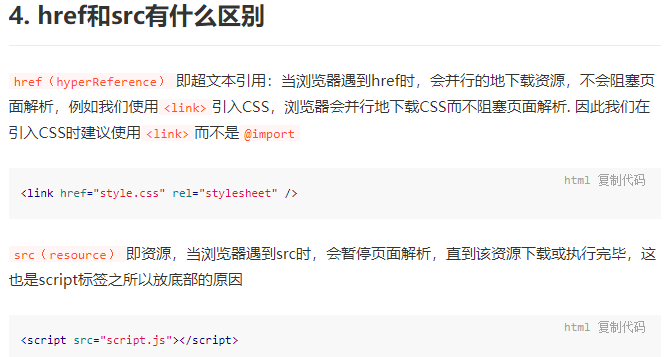 4. href和src有什么区别
href（hyperReference） 即超文本引用：当浏览器遇到href时，会并行的地下载资源，不会阻塞页
面解析，例如我们使用 <link> 引入CSS，浏览器会并行地下载CSS而不阻塞页面解析. 因此我们在
引入CSS时建议使用 <link> 而不是 @import
html 复制代码
<link href="style.css" rel="stylesheet" />
src（resource） 即资源，当浏览器遇到src时，会暂停页面解析，直到该资源下载或执行完毕，这
也是script标签之所以放底部的原因
html 复制代码
<script src="script.js"></script>